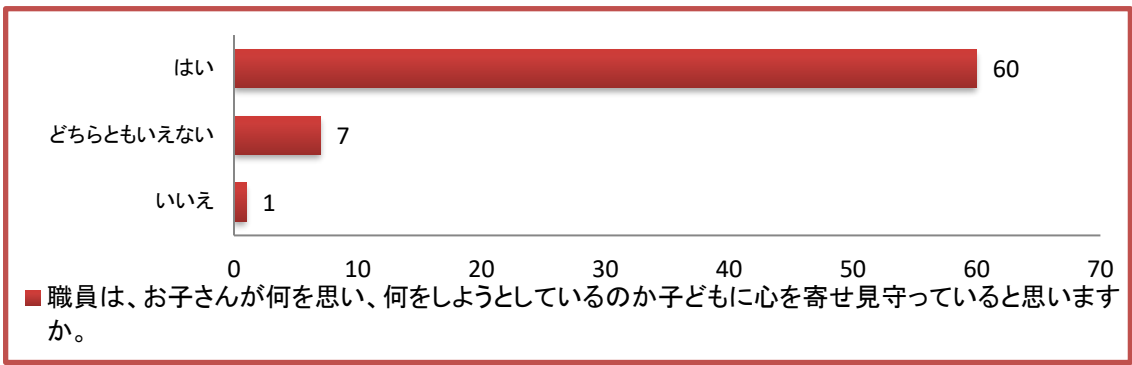 はい 60
どちらともいえない 7
いいえ 1
0 10 20 30 40 50 60 70
職員は、お子さんが何を思い、何をしようとしているのか子どもに心を寄せ見守っていると思います
か。